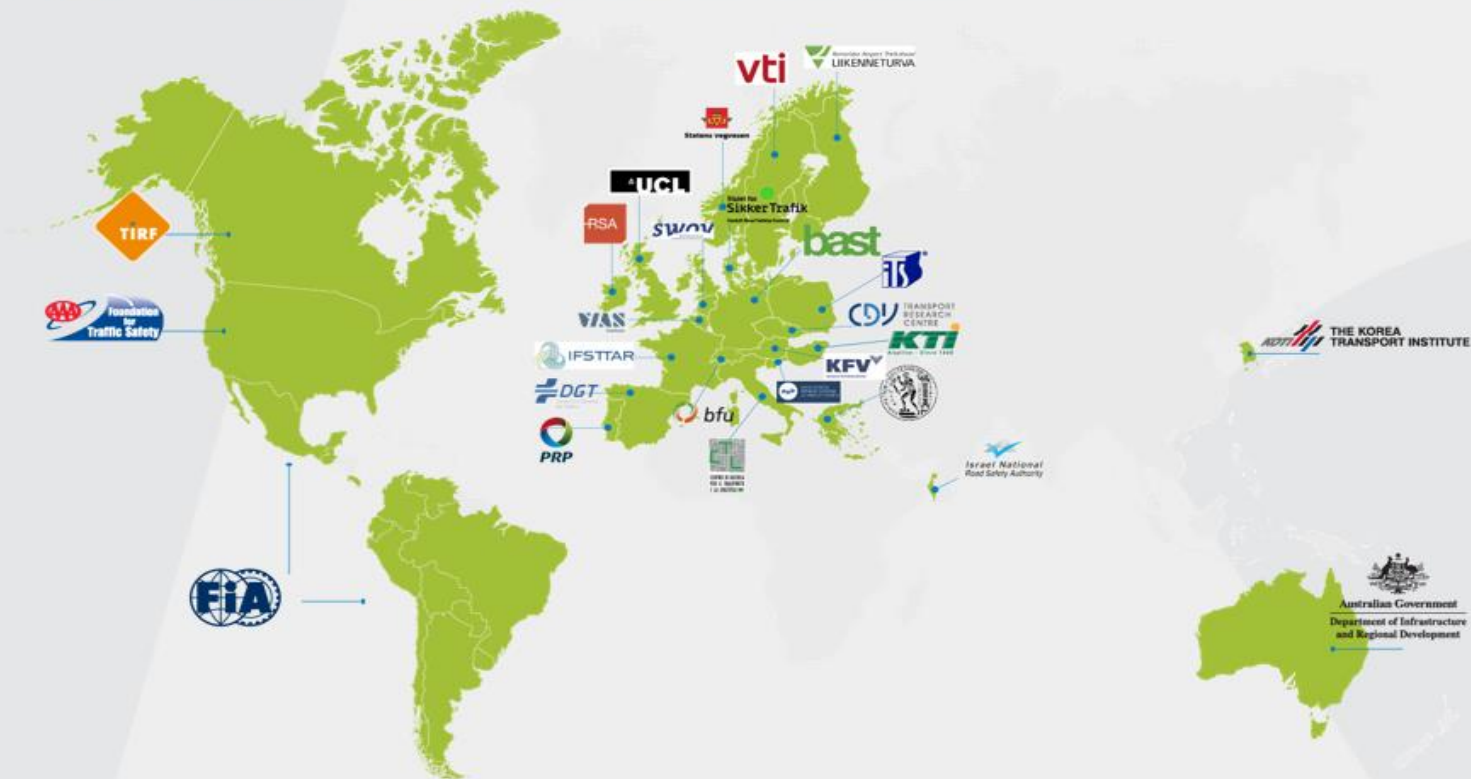 vti
LIIKENNETURVA
Statens vegvesen
UCL
TIRF
RSA
SWOV
Sikker Trafik
bast
iTS
®
CDV TRANSPORT
RESEARCH
CENTRE
AAA
Foundation
for
Traffic Safety
VIAS
KTI
THE KOREA
TRANSPORT INSTITUTE
KOTI
IFSTTAR
KFV
DGT
bfu
PRP
CTL
Israel National
Road Safety Authority
FiA
Australian Government
Department of Infrastructure
and Regional Development